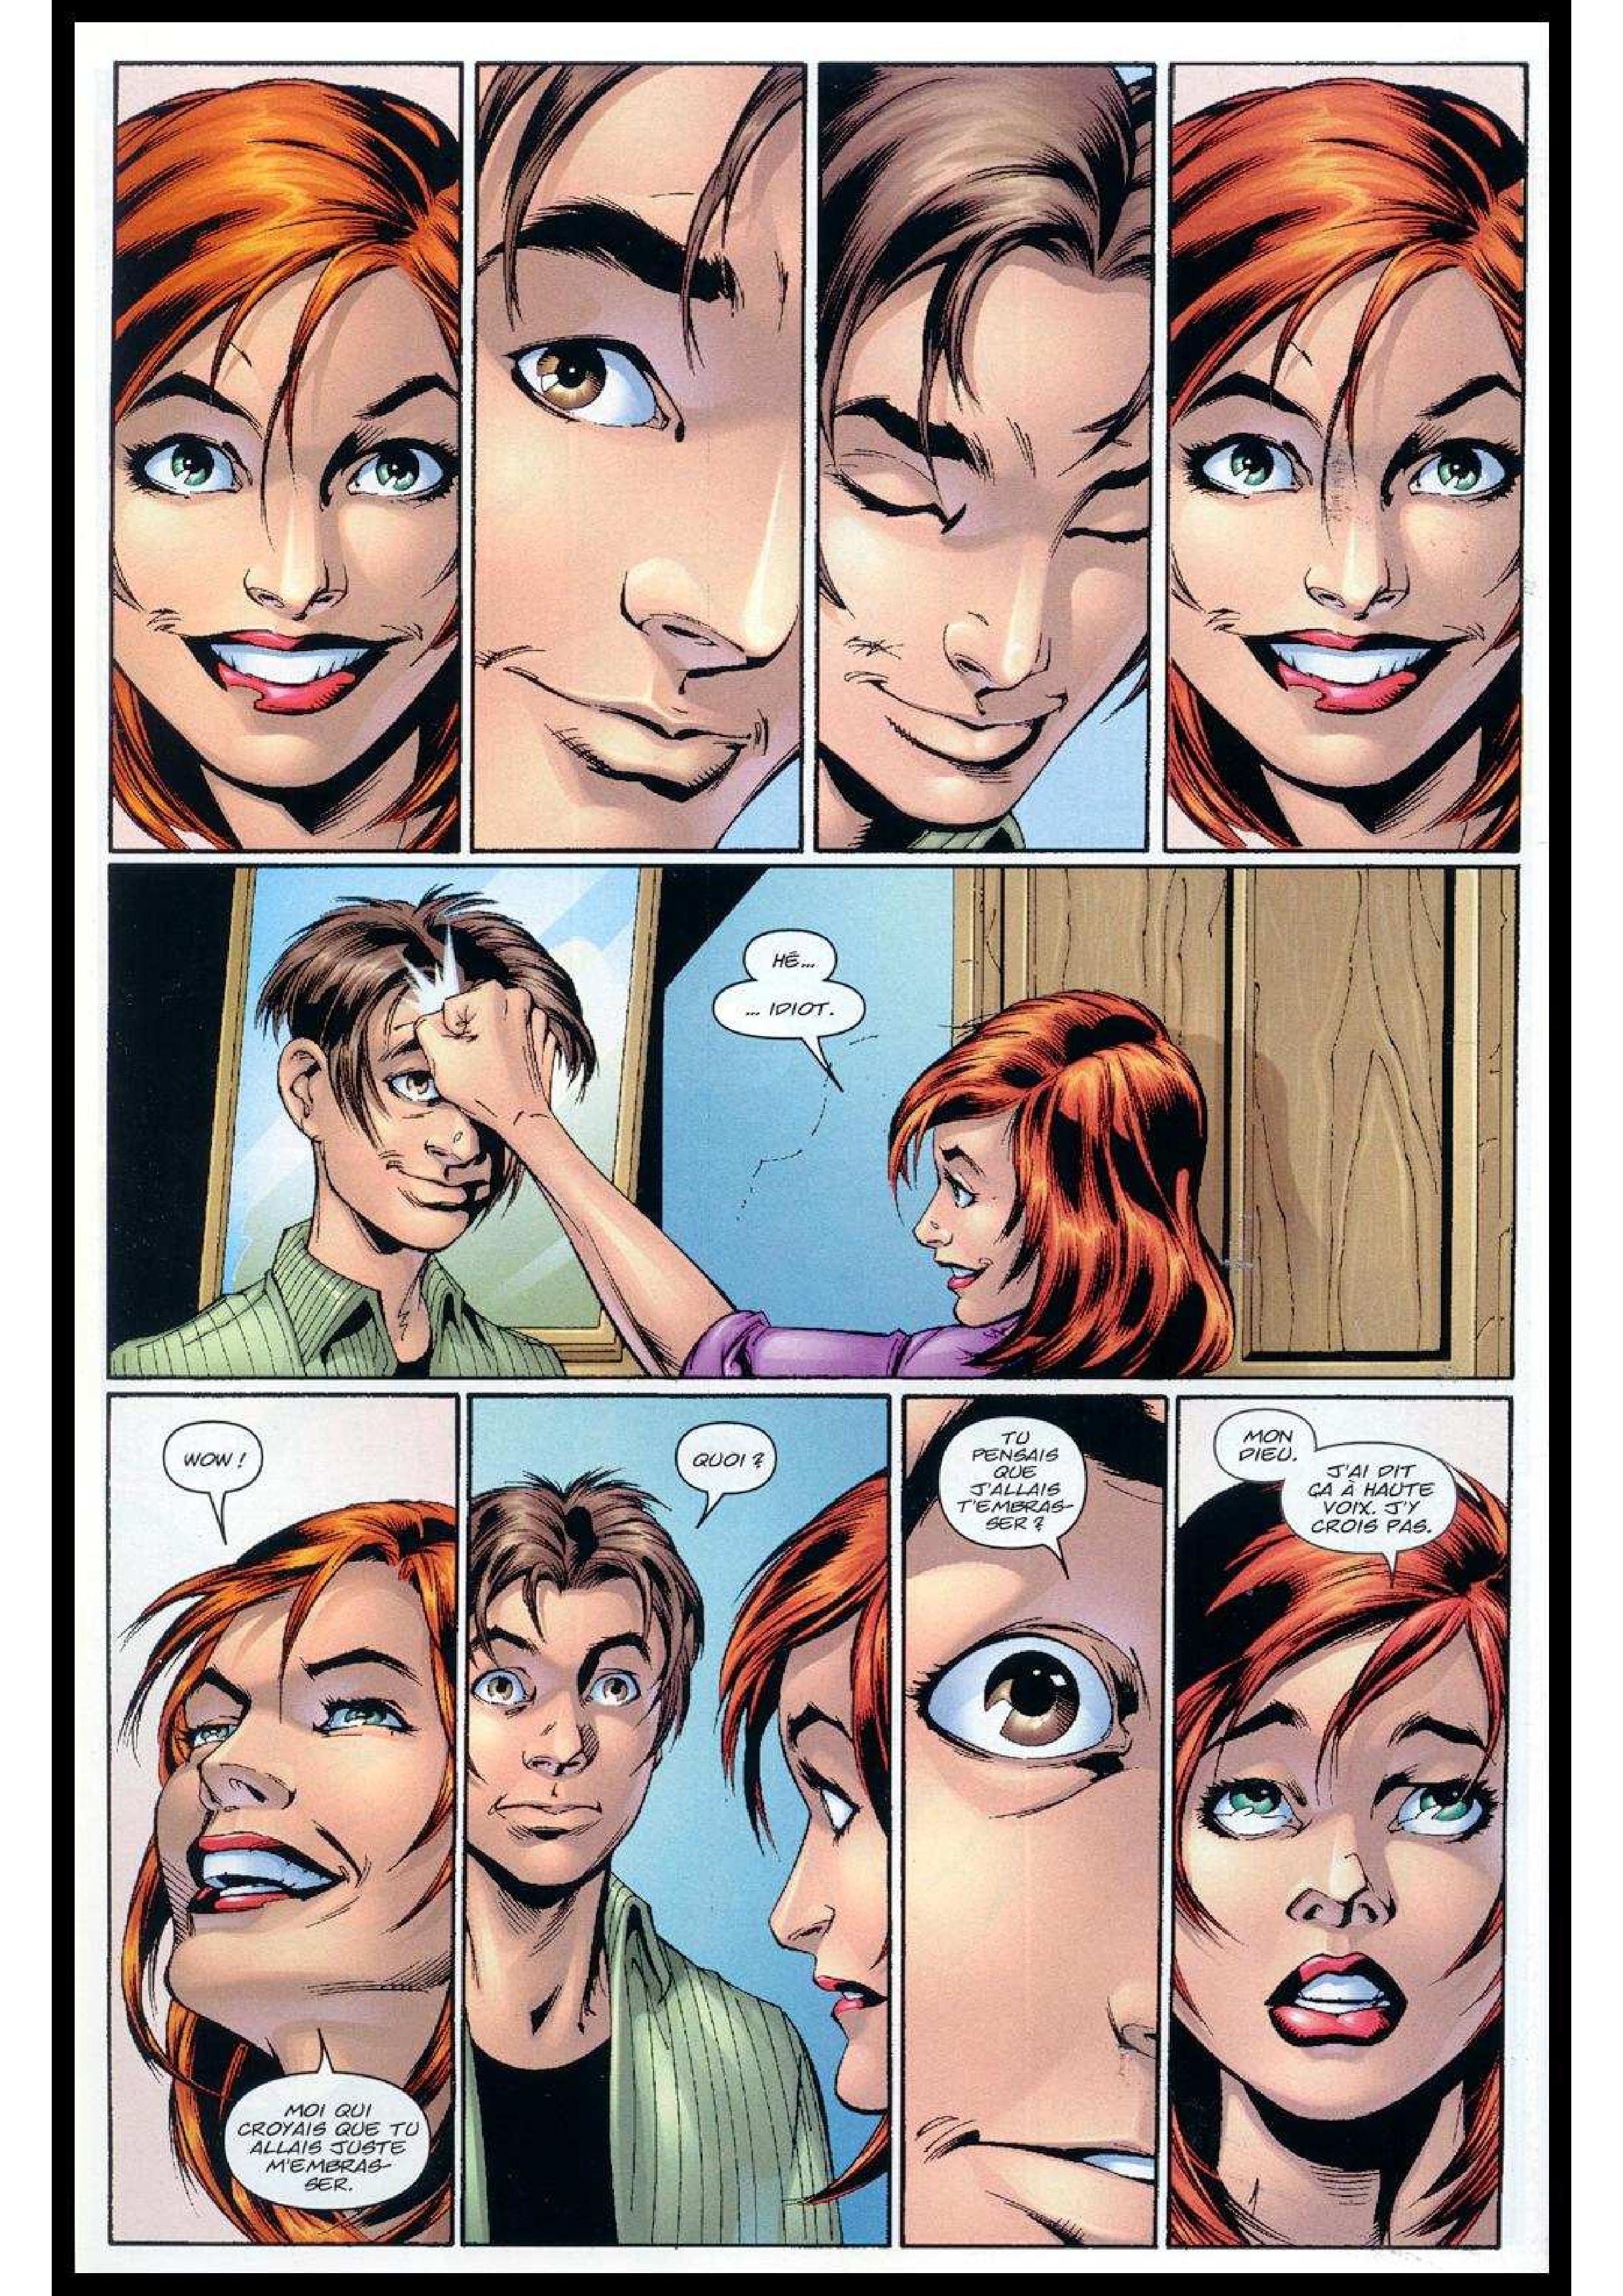 HÉ...
... IDIOT.
WOW !
MOI QUI
CROYAIS QUE TU
ALLAIS JUSTE
M'EMBRAS-
SER.
QUOI ?
TU
PENSAIS
QUE
J'ALLAIS
T'EMBRAS-
SER ?
MON
DIEU.
J'AI DIT
ÇA À HAUTE
VOIX. J'Y
CROIS PAS.